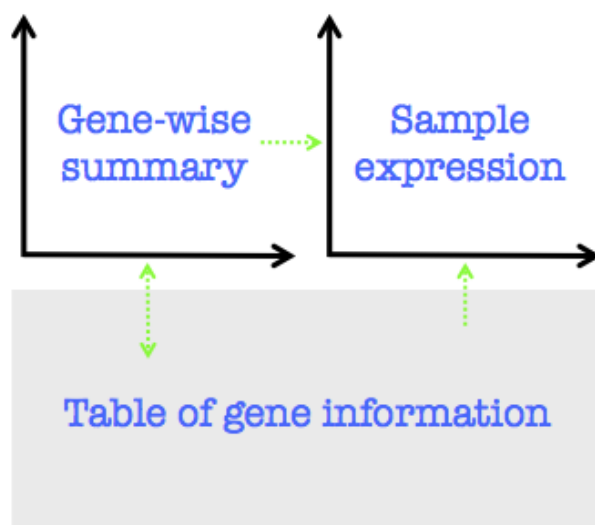 Gene-wise
summary
Sample
expression
Table of gene information